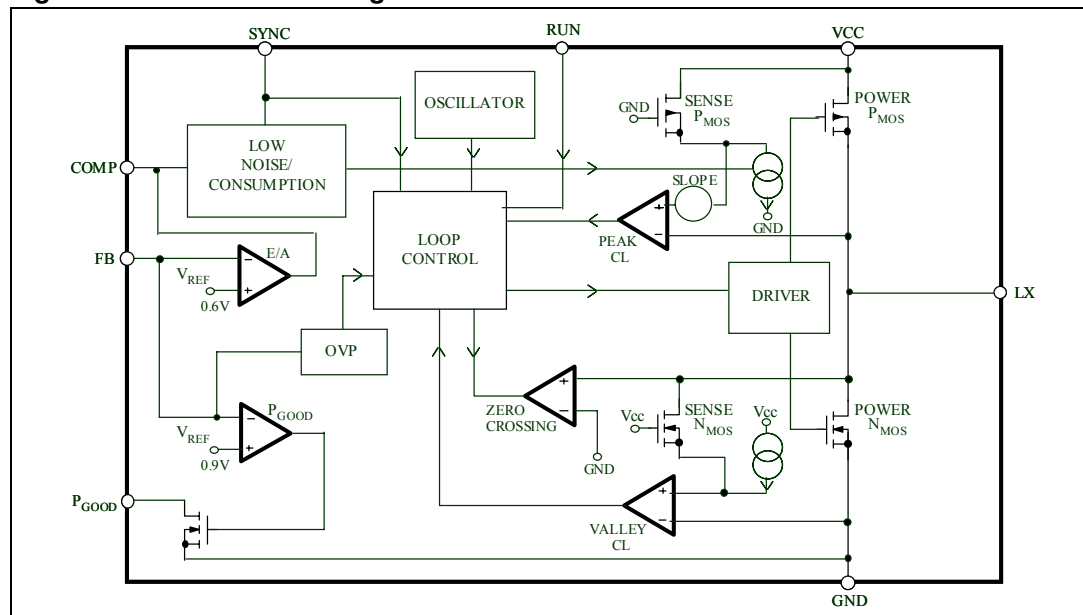 SYNC
RUN
VCC
OSCILLATOR
GND
SENSE
PMOS
POWER
PMOS
LOW
NOISE/
CONSUMPTION
COMP
SLOPE
GND
LOOP
CONTROL
PEAK
CL
E/A
FB
VREF
0.6V
DRIVER
LX
OVP
PGOOD
ZERO
CROSSING
Vcc
SENSE
NMOS
Vcc
POWER
NMOS
VREF
0.9V
GND
PGOOD
VALLEY
CL
GND